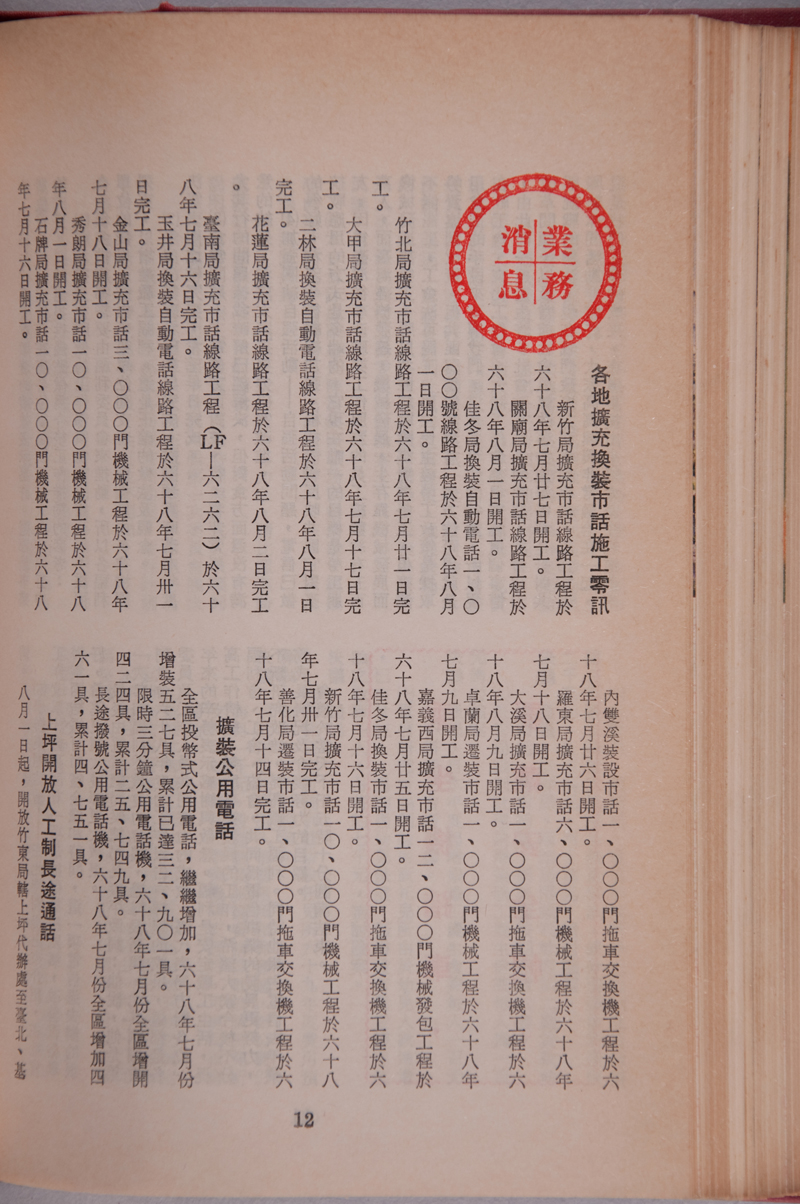 業務
消息
各地擴充換裝市話施工零訊
新竹局擴充市話線路工程於
六十八年七月廿七日開工。
關廟局擴充市話線路工程於
六十八年八月一日開工。
佳冬局換裝自動電話一、〇
〇〇號線路工程於六十八年八月
一日開工。
竹北局擴充市話線路工程於六十八年七月廿一日完
工。
大甲局擴充市話線路工程於六十八年七月十七日完
工。
二林局換裝自動電話線路工程於六十八年八月一日
完工。
花蓮局擴充市話線路工程於六十八年八月二日完工
。
臺南局擴充市話線路工程（LF—六二六二）於六十
八年七月十六日完工。
玉井局換裝自動電話線路工程於六十八年七月卅一
日完工。
金山局擴充市話三、〇〇〇門機械工程於六十八年
七月十八日開工。
秀朗局擴充市話一〇、〇〇〇門機械工程於六十八
年八月一日開工。
石牌局擴充市話一〇、〇〇〇門機械工程於六十八
年七月十六日開工。
內雙溪裝設市話一、〇〇〇門拖車交換機工程於六
十八年七月廿六日開工。
羅東局擴充市話六、〇〇〇門機械工程於六十八年
七月十八日開工。
大溪局擴充市話一、〇〇〇門拖車交換機工程於六
十八年八月九日開工。
卓蘭局遷裝市話一、〇〇〇門機械工程於六十八年
七月九日開工。
嘉義西局擴充市話一二、〇〇〇門機械發包工程於
六十八年七月廿五日開工。
佳冬局換裝市話一、〇〇〇門拖車交換機工程於六
十八年七月十六日開工。
新竹局擴充市話一〇、〇〇〇門機械工程於六十八
年七月卅一日完工。
善化局遷裝市話一、〇〇〇門拖車交換機工程於六
十八年七月十四日完工。
擴裝公用電話
全區投幣式公用電話，繼繼增加，六十八年七月份
增裝五二七具，累計已達三二、九〇一具。
限時三分鐘公用電話機，六十八年七月份全區增開
四二四具，累計二五、七四九具。
長途撥號公用電話機，六十八年七月份全區增加四
六一具，累計四、七五一具。
上坪開放人工制長途通話
八月一日起，開放竹東局轄上坪代辦處至臺北、基
12